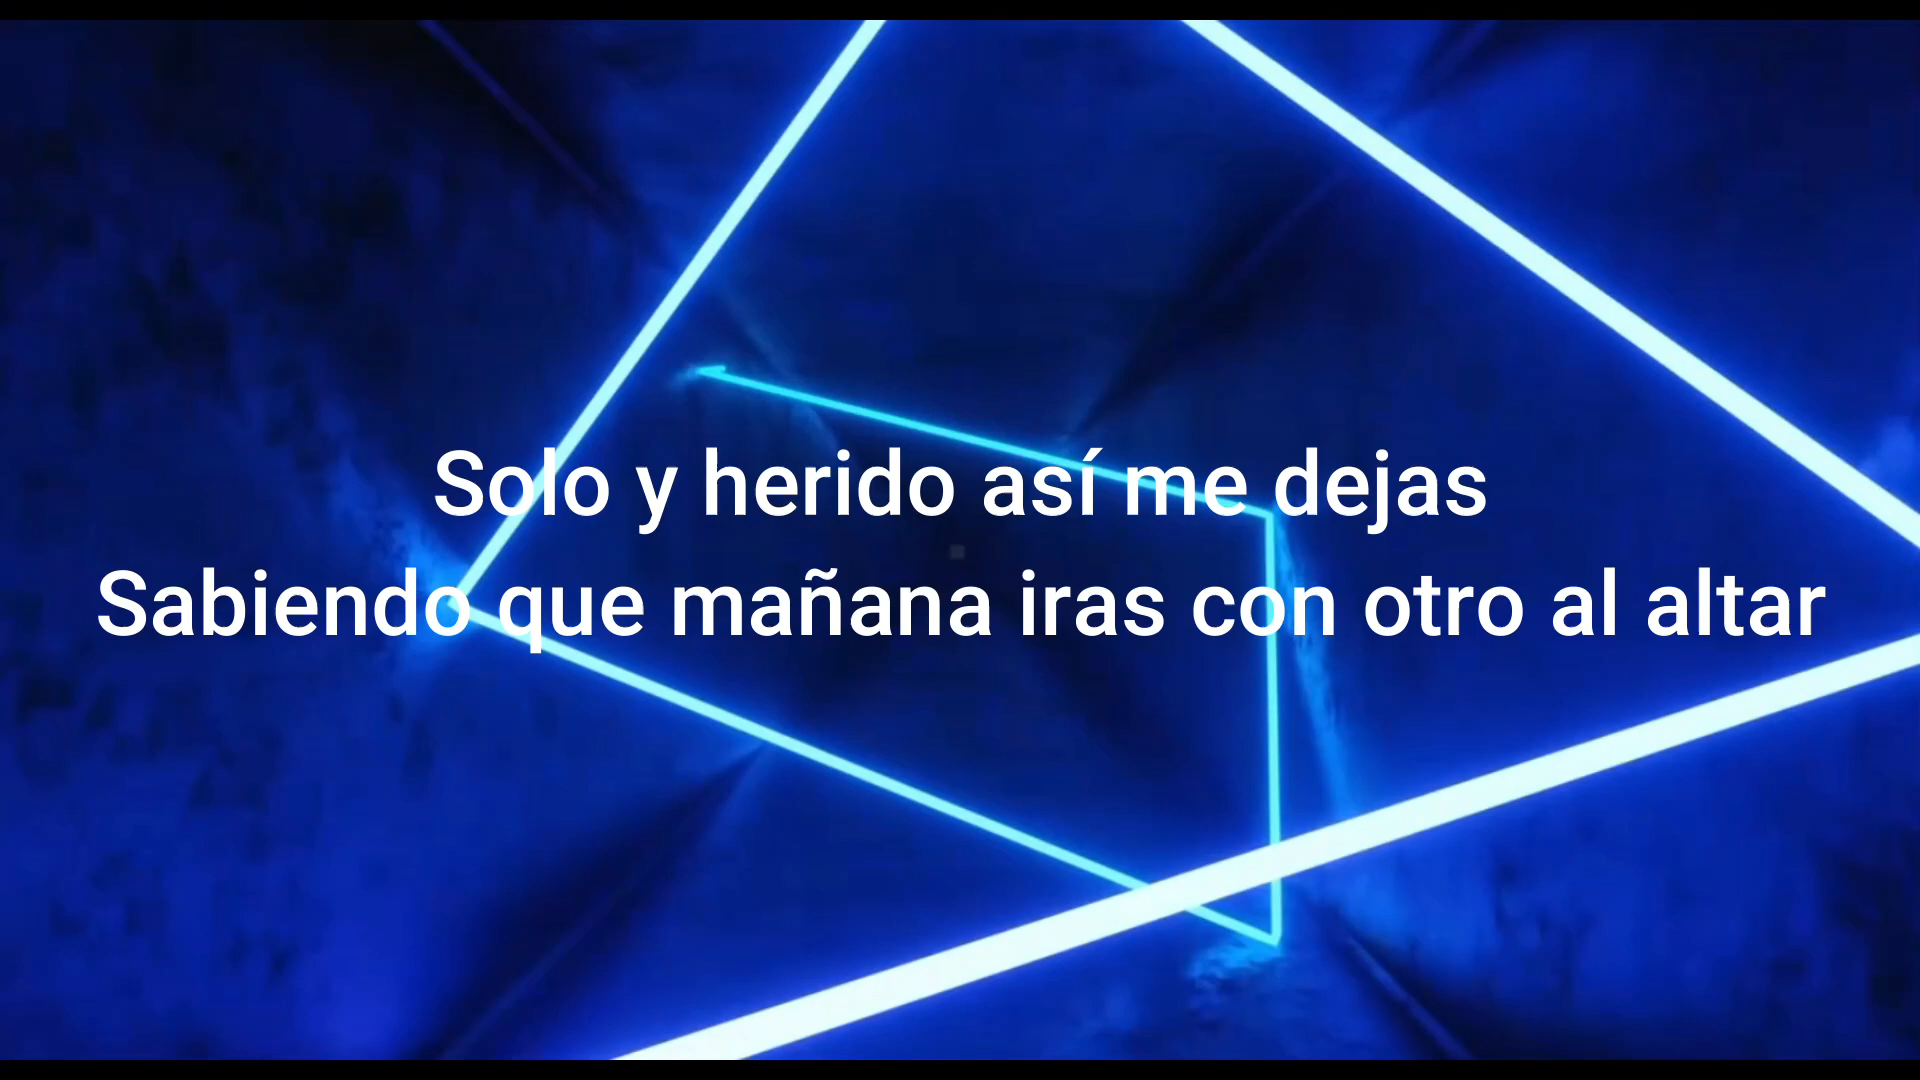 Solo y herido así me dejas
Sabiendo que mañana iras con otro al altar